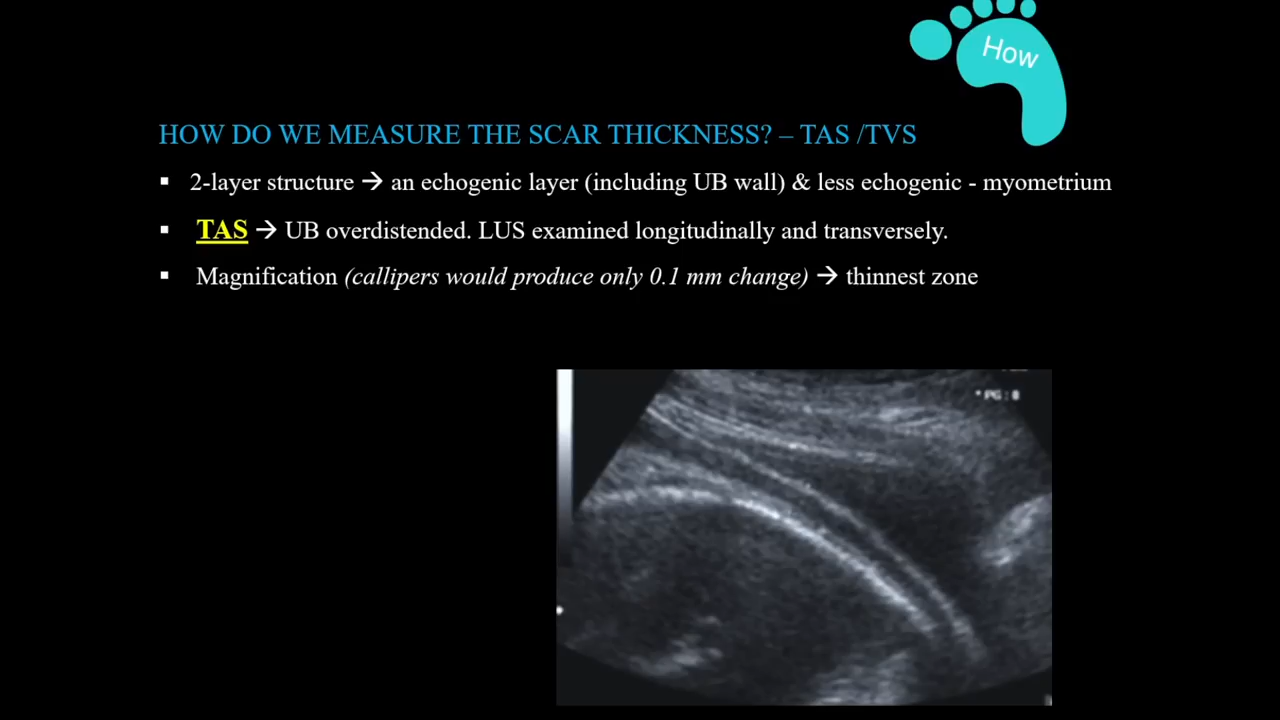 How
HOW DO WE MEASURE THE SCAR THICKNESS? – TAS /TVS
▪ 2-layer structure → an echogenic layer (including UB wall) & less echogenic - myometrium
▪ TAS → UB overdistended. LUS examined longitudinally and transversely.
▪ Magnification (callipers would produce only 0.1 mm change) → thinnest zone